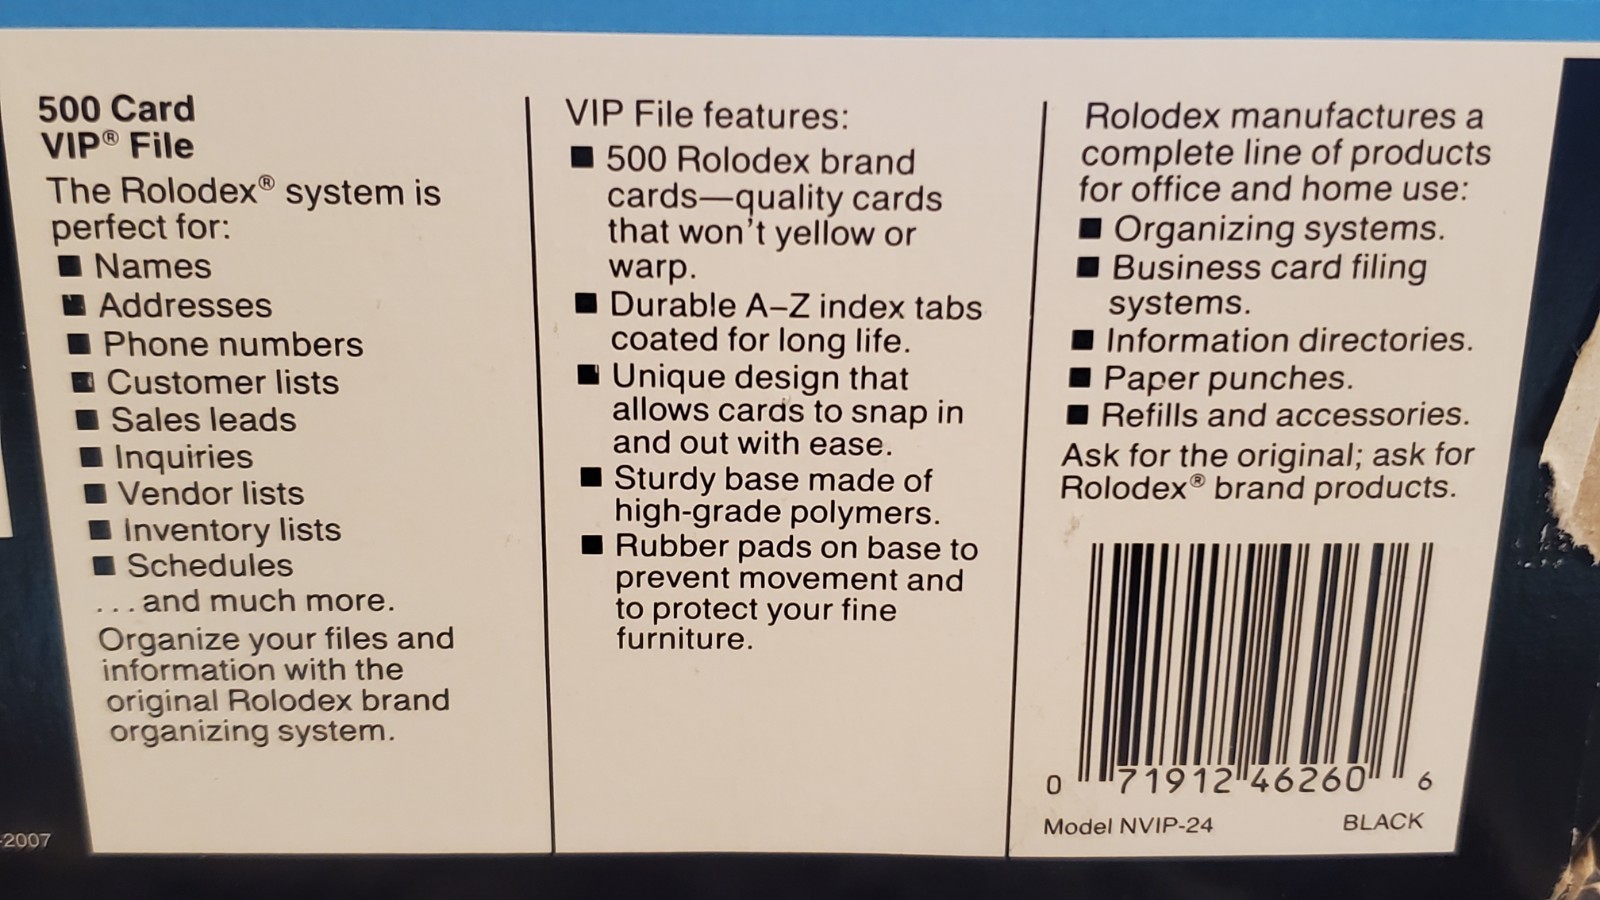 500 Card
VIP® File
The Rolodex® system is
perfect for:
■ Names
■ Addresses
■ Phone numbers
■ Customer lists
■ Sales leads
■ Inquiries
■ Vendor lists
■ Inventory lists
■ Schedules
...and much more.
Organize your files and
information with the
original Rolodex brand
organizing system.
VIP File features:
■ 500 Rolodex brand
cards—quality cards
that won't yellow or
warp.
■ Durable A–Z index tabs
coated for long life.
■ Unique design that
allows cards to snap in
and out with ease.
■ Sturdy base made of
high-grade polymers.
■ Rubber pads on base to
prevent movement and
to protect your fine
furniture.
Rolodex manufactures a
complete line of products
for office and home use:
■ Organizing systems.
■ Business card filing
systems.
■ Information directories.
■ Paper punches.
■ Refills and accessories.
Ask for the original; ask for
Rolodex® brand products.
0 71912 46260 6
Model NVIP-24 BLACK
-2007